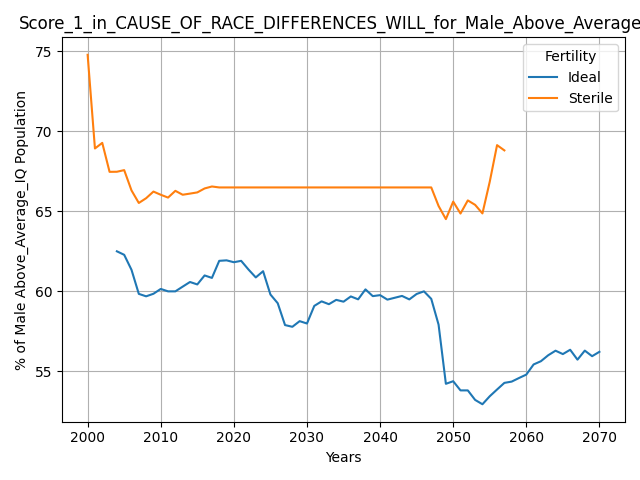 Score_1_in_CAUSE_OF_RACE_DIFFERENCES_WILL_for_Male_Above_Average
75
70
65
60
55
% of Male Above_Average_IQ Population
Fertility
Ideal
Sterile
2000 2010 2020 2030 2040 2050 2060 2070
Years